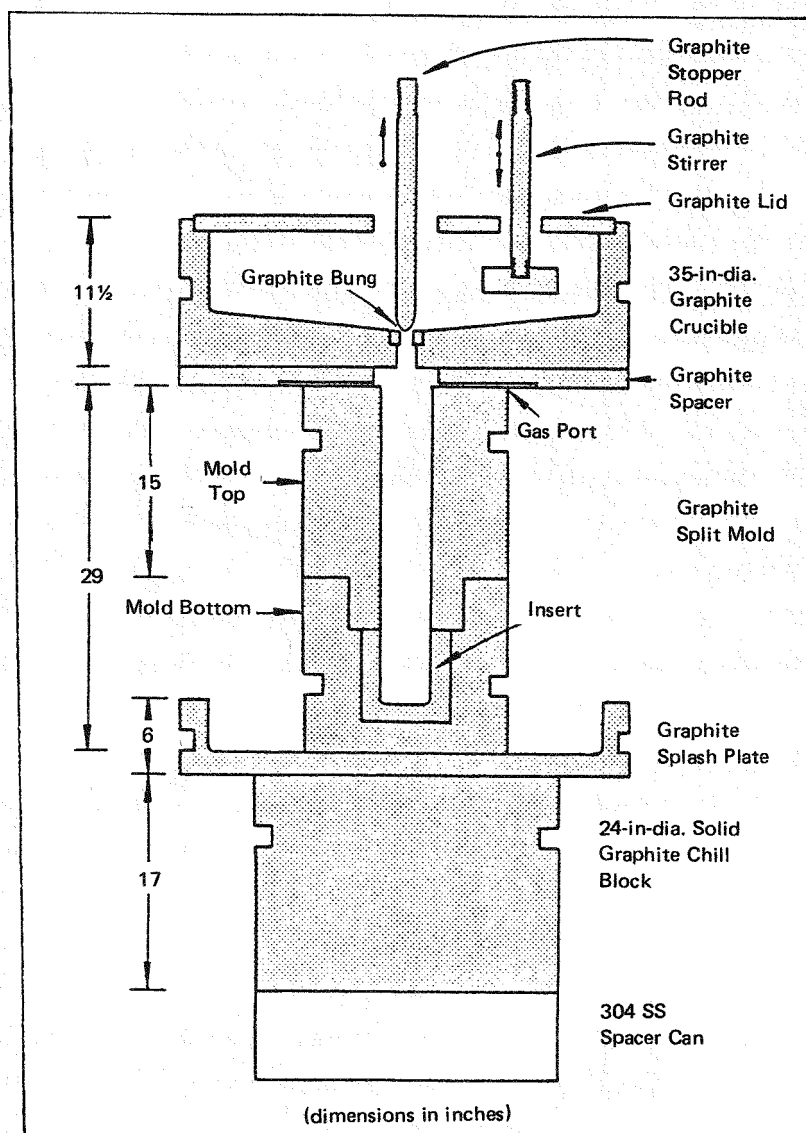 Graphite
Stopper
Rod
Graphite
Stirrer
Graphite Lid
Graphite Bung
11½
35-in-dia.
Graphite
Crucible
Graphite
Spacer
Gas Port
Mold
Top
15
Graphite
Split Mold
29
Mold Bottom
Insert
6
Graphite
Splash Plate
24-in-dia. Solid
Graphite Chill
Block
17
304 SS
Spacer Can
(dimensions in inches)